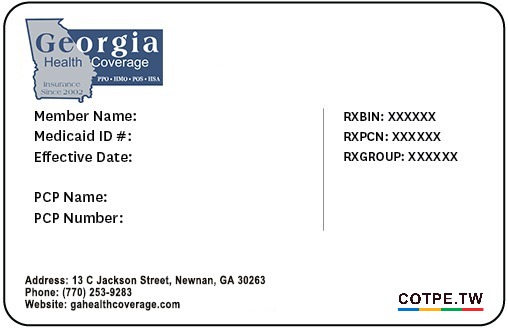 Georgia
Health Coverage
PPO • HMO • POS • HSA
Insurance
Since 2002
Member Name:
Medicaid ID #:
Effective Date:
PCP Name:
PCP Number:
RXBIN: XXXXXX
RXPCN: XXXXXX
RXGROUP: XXXXXX
Address: 13 C Jackson Street, Newnan, GA 30263
Phone: (770) 253-9283
Website: gahealthcoverage.com
COTPE.TW